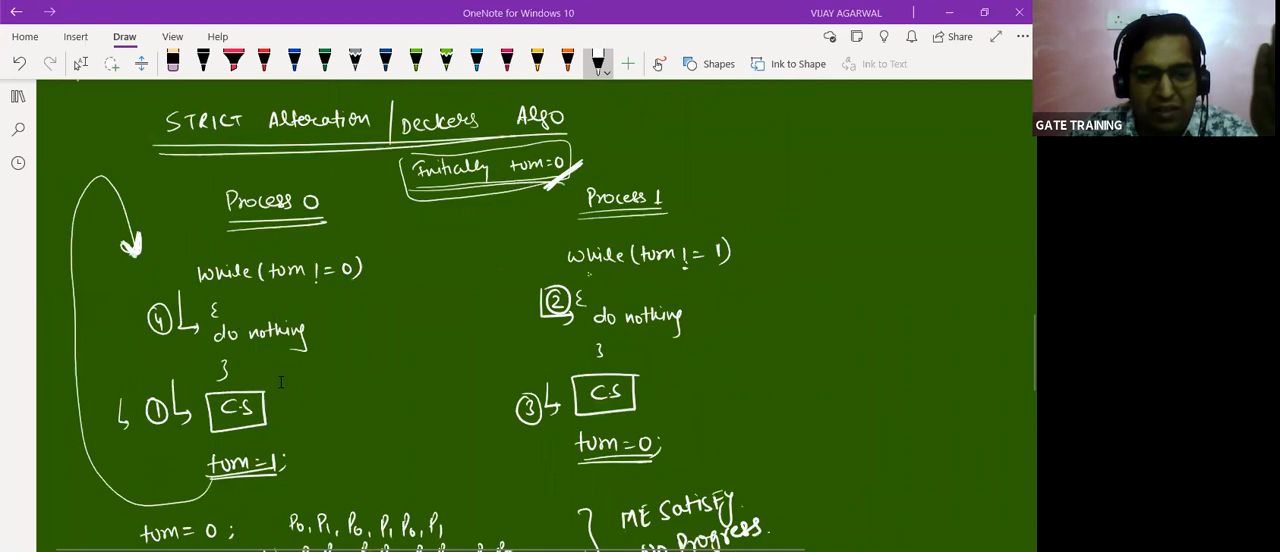 OneNote for Windows 10
VIJAY AGARWAL
Home Insert Draw View Help
Share
Shapes Ink to Shape Ink to Text
GATE TRAINING
STRICT Alteration / Deckers Algo
Initially turn=0
Process 0
while (turn != 0)
{
④
do nothing
}
① C.S
turn=1;
Process 1
while (turn != 1)
② {
do nothing
}
③ C.S
turn=0;
turn= 0; P0, P1, P0, P1, P0, P1
ME Satisfy.
No Progress.